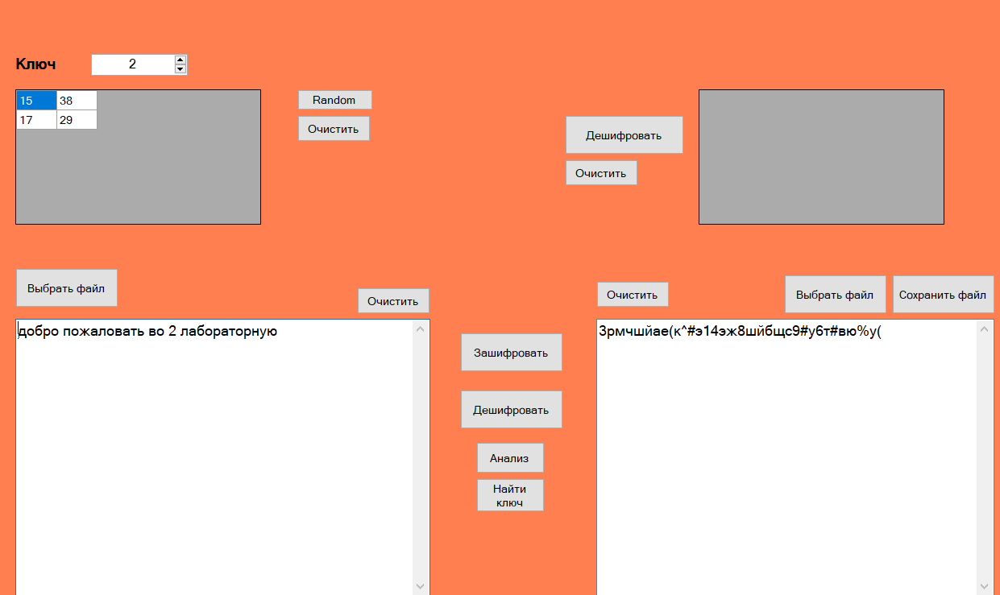 Ключ
2
15 38
17 29
Random
Очистить
Дешифровать
Очистить
Выбрать файл
Очистить
добро пожаловать во 2 лабораторную
Зашифровать
Дешифровать
Анализ
Найти
ключ
Очистить
Выбрать файл
Сохранить файл
3рмчшйае(к^#э14эж8шйбщс9#у6т#вю%у(